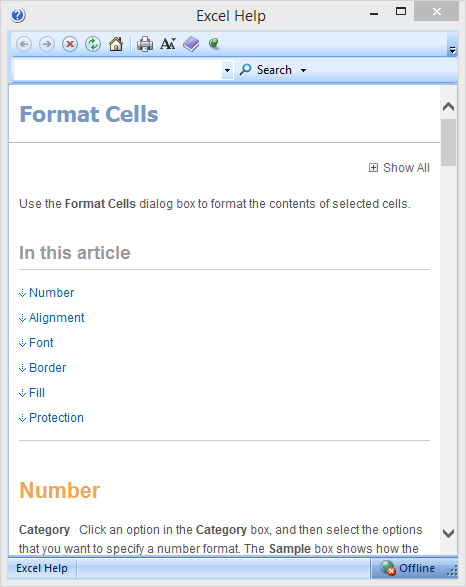 Excel Help
Search
Format Cells
Show All
Use the Format Cells dialog box to format the contents of selected cells.
In this article
Number
Alignment
Font
Border
Fill
Protection
Number
Category Click an option in the Category box, and then select the options
that you want to specify a number format. The Sample box shows how the
Excel Help
Offline